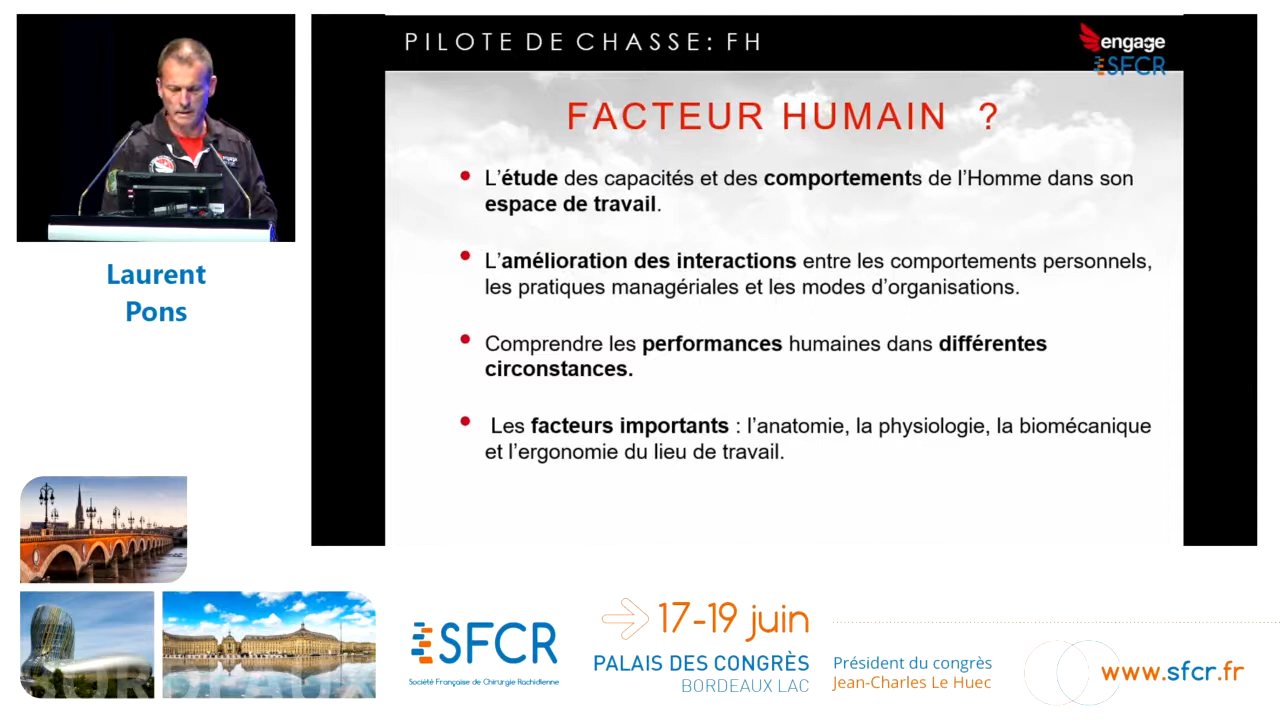 PILOTE DE CHASSE: FH
engage
SFCR
FACTEUR HUMAIN ?
L'étude des capacités et des comportements de l'Homme dans son
espace de travail.
L'amélioration des interactions entre les comportements personnels,
les pratiques managériales et les modes d'organisations.
Comprendre les performances humaines dans différentes
circonstances.
Les facteurs importants : l'anatomie, la physiologie, la biomécanique
et l'ergonomie du lieu de travail.
Laurent
Pons
BORDEAUX
SFCR
Société Française de Chirurgie Rachidienne
17-19 juin
PALAIS DES CONGRÈS
BORDEAUX LAC
Président du congrès
Jean-Charles Le Huec
www.sfcr.fr